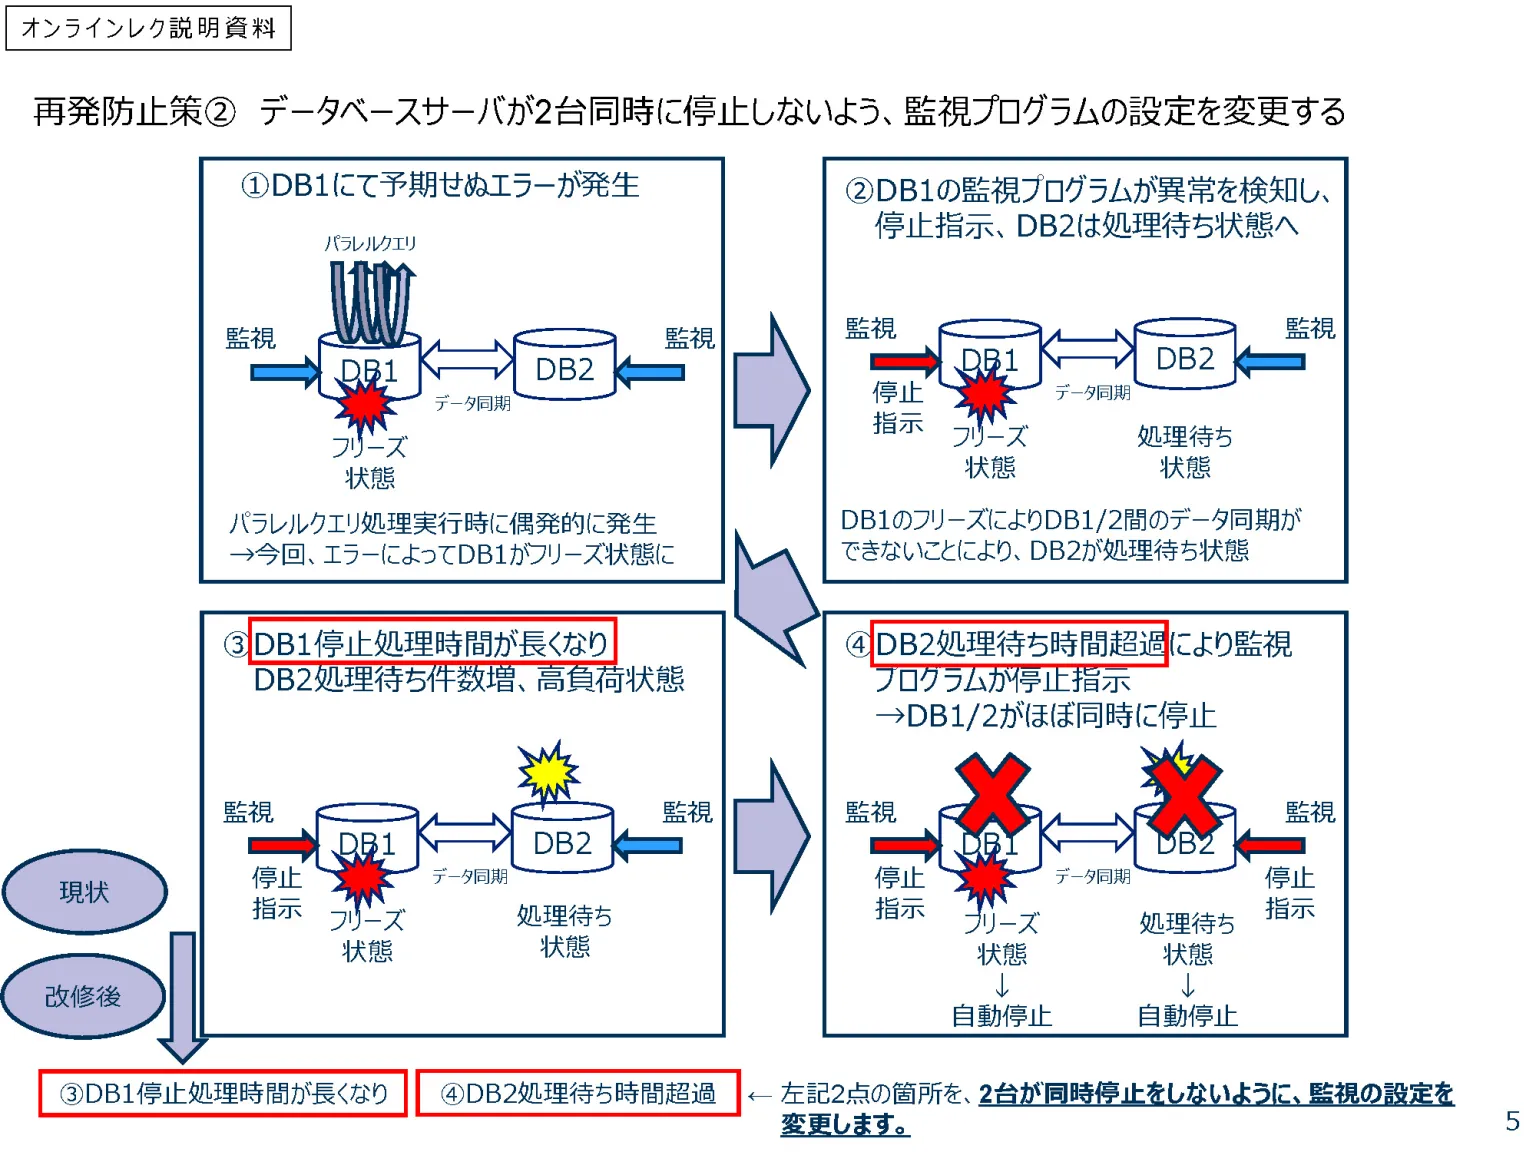 オンラインレク説明資料
再発防止策② データベースサーバが2台同時に停止しないよう、監視プログラムの設定を変更する
①DB1にて予期せぬエラーが発生
パラレルクエリ
監視
DB1
DB2
監視
データ同期
フリーズ
状態
パラレルクエリ処理実行時に偶発的に発生
→今回、エラーによってDB1がフリーズ状態に
②DB1の監視プログラムが異常を検知し、
停止指示、DB2は処理待ち状態へ
監視
DB1
DB2
監視
停止
指示
データ同期
フリーズ
状態
処理待ち
状態
DB1のフリーズによりDB1/2間のデータ同期が
できないことにより、DB2が処理待ち状態
③DB1停止処理時間が長くなり
DB2処理待ち件数増、高負荷状態
監視
DB1
DB2
監視
停止
指示
データ同期
フリーズ
状態
処理待ち
状態
④DB2処理待ち時間超過により監視
プログラムが停止指示
→DB1/2がほぼ同時に停止
監視
DB1
DB2
監視
停止
指示
データ同期
停止
指示
フリーズ
状態
↓
自動停止
処理待ち
状態
↓
自動停止
現状
改修後
③DB1停止処理時間が長くなり
④DB2処理待ち時間超過
← 左記2点の箇所を、2台が同時停止をしないように、監視の設定を
変更します。
5